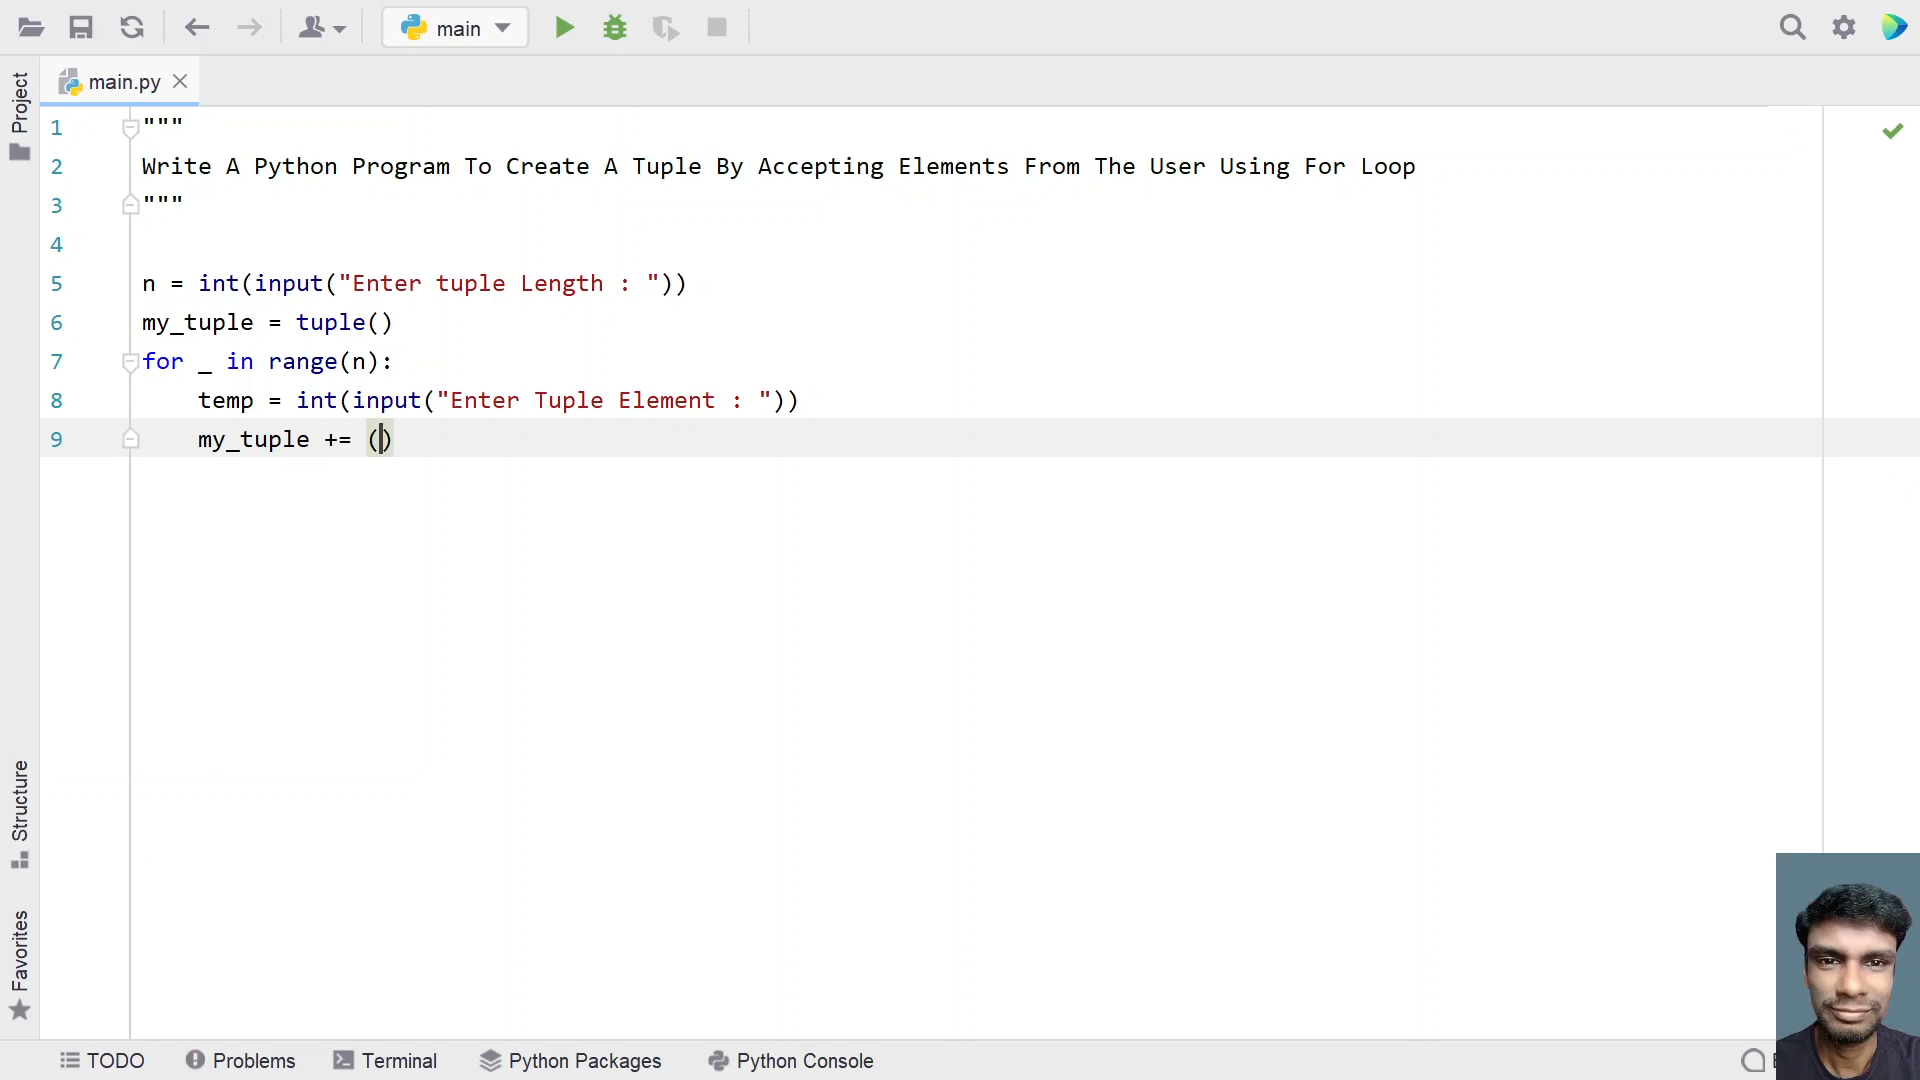 main
Project
main.py
1 """
2 Write A Python Program To Create A Tuple By Accepting Elements From The User Using For Loop
3 """
4
5 n = int(input("Enter tuple Length : "))
6 my_tuple = tuple()
7 for _ in range(n):
8 temp = int(input("Enter Tuple Element : "))
9 my_tuple += ()
Structure
Favorites
TODO Problems Terminal Python Packages Python Console